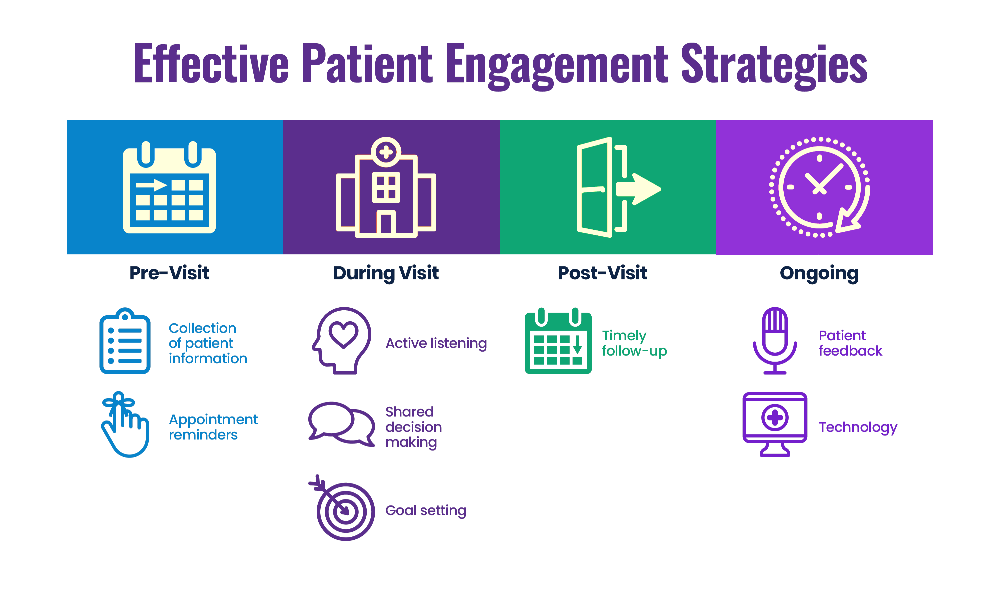 Effective Patient Engagement Strategies
Pre-Visit
During Visit
Post-Visit
Ongoing
Collection
of patient
information
Appointment
reminders
Active listening
Shared
decision
making
Goal setting
Timely
follow-up
Patient
feedback
Technology